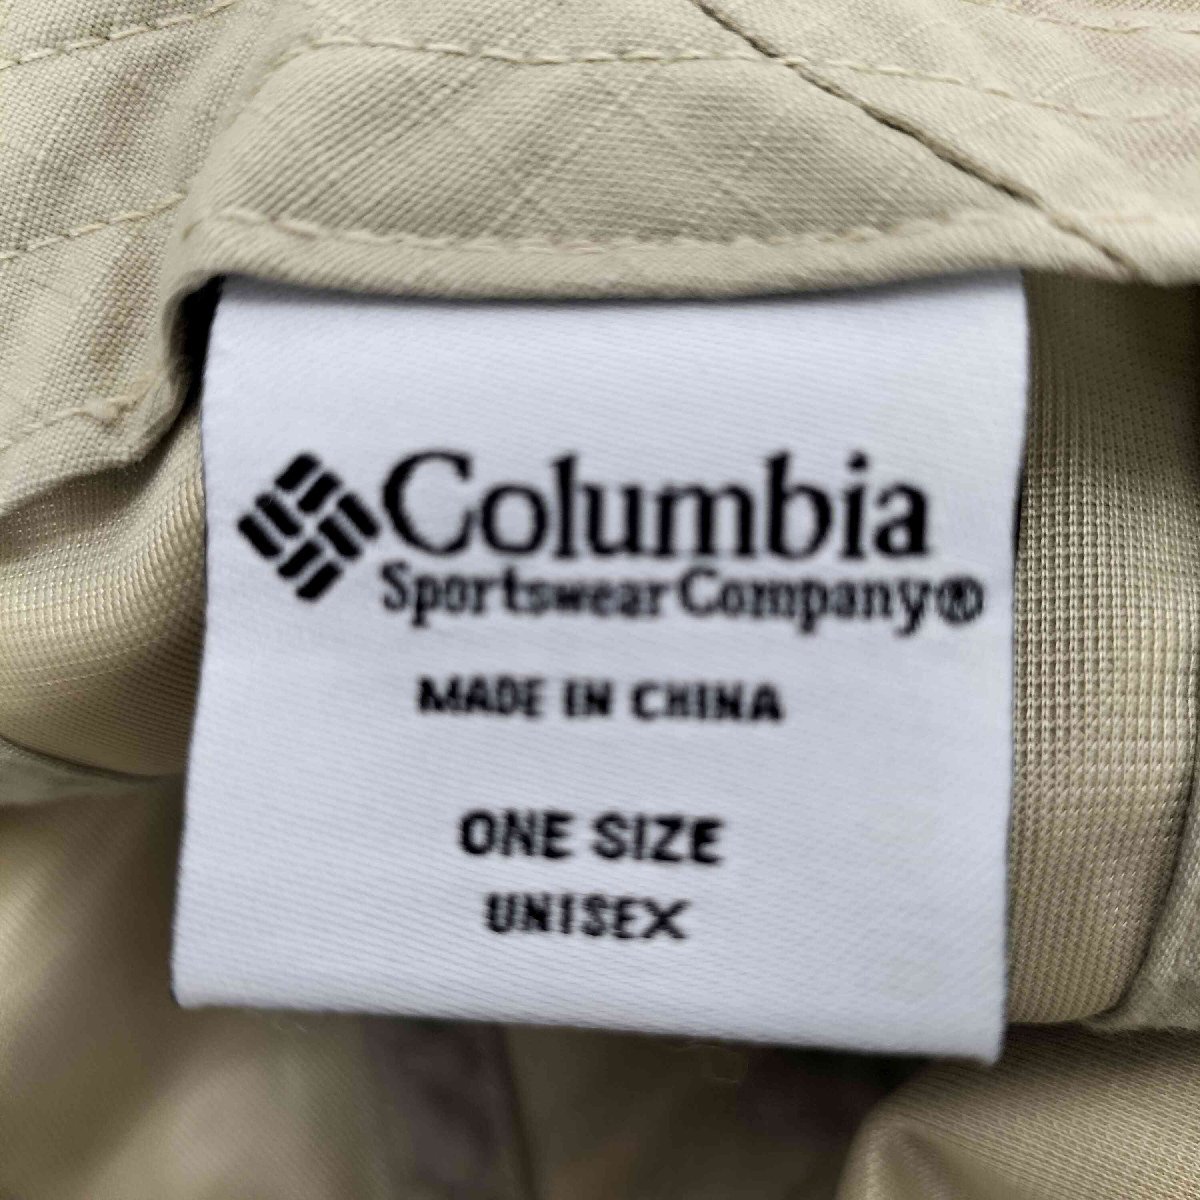 Columbia
Sportswear Company®
MADE IN CHINA
ONE SIZE
UNISEX